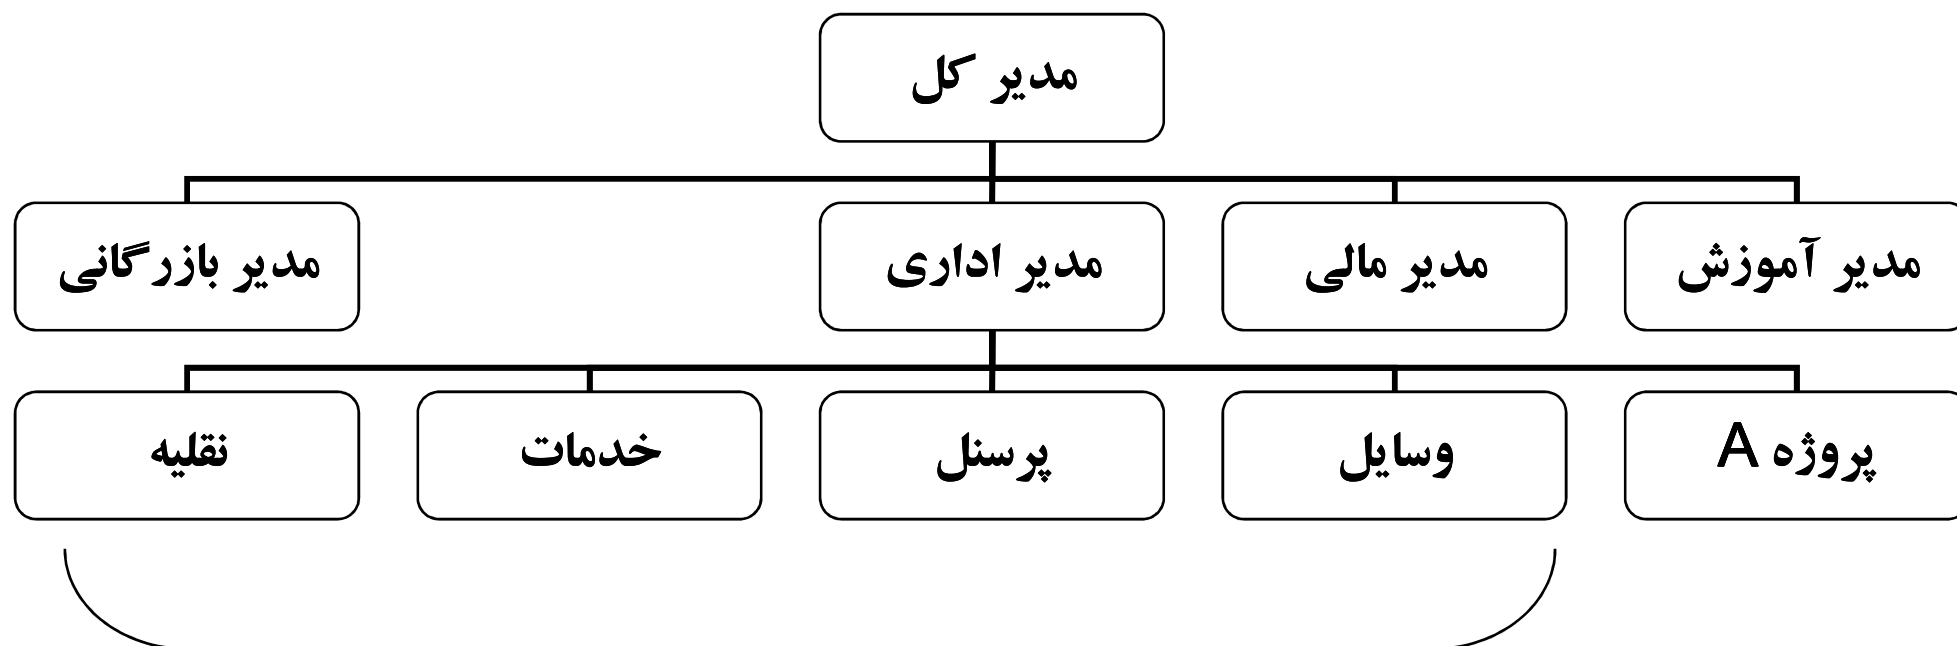 مدیر کل
مدیر آموزش
مدیر مالی
مدیر اداری
مدیر بازرگانی
پروژه A
وسایل
پرسنل
خدمات
نقلیه